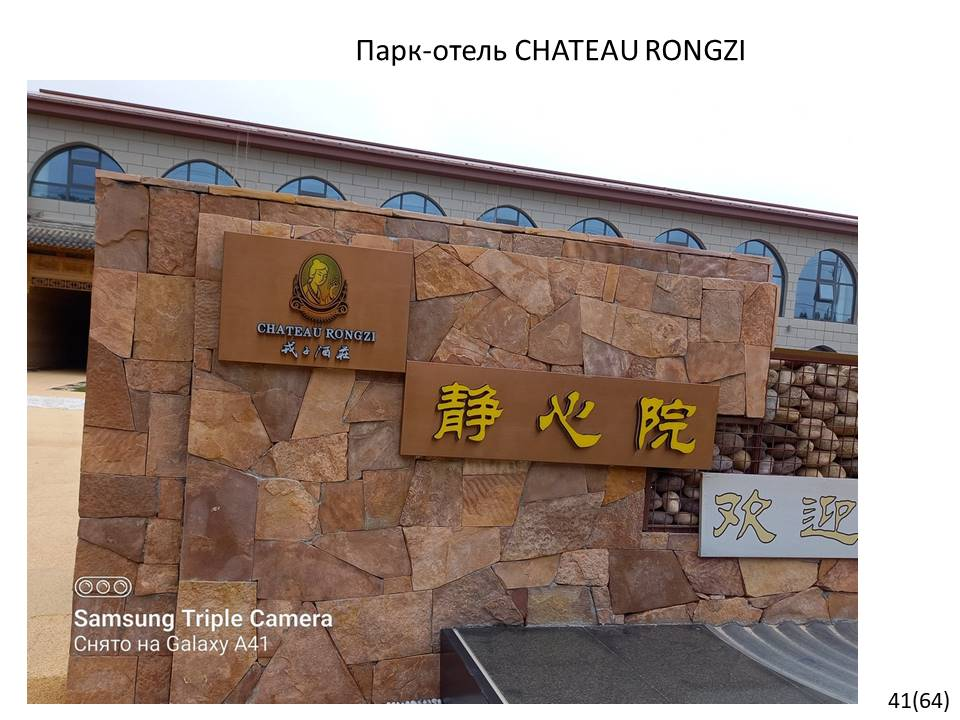 Парк-отель CHATEAU RONGZI
CHATEAU RONGZI
戎子酒莊
静心院
欢迎
Samsung Triple Camera
Снято на Galaxy A41
41(64)